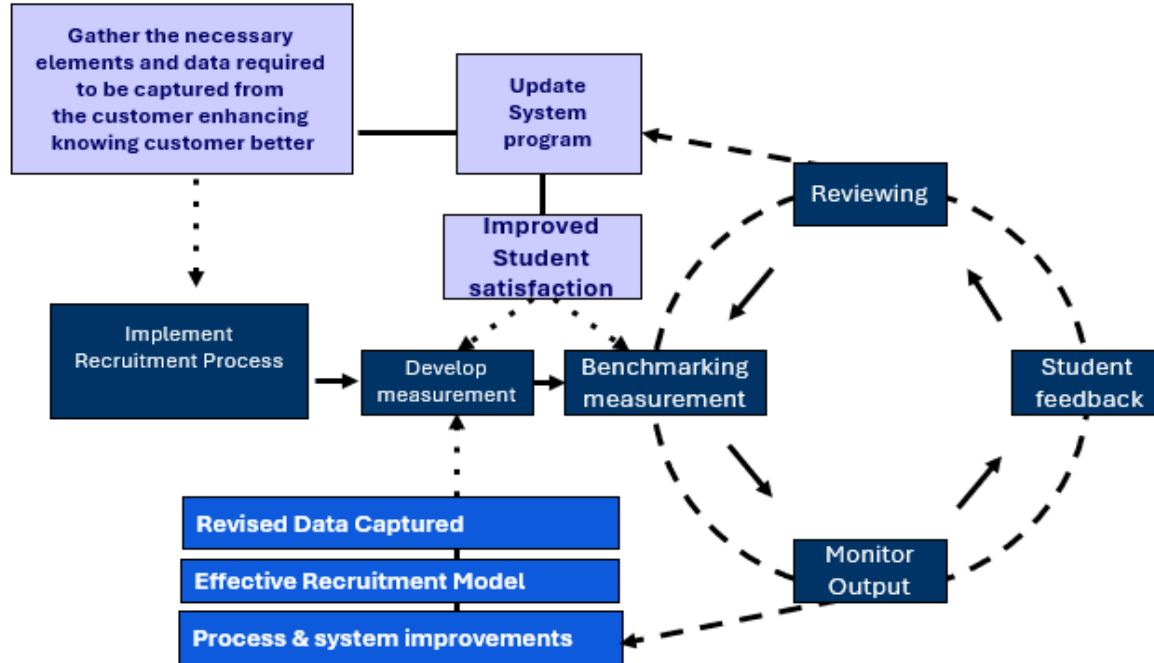 Gather the necessary
elements and data required
to be captured from
the customer enhancing
knowing customer better
Update
System
program
Reviewing
Improved
Student
satisfaction
Implement
Recruitment Process
Develop
measurement
Benchmarking
measurement
Student
feedback
Revised Data Captured
Effective Recruitment Model
Process & system improvements
Monitor
Output